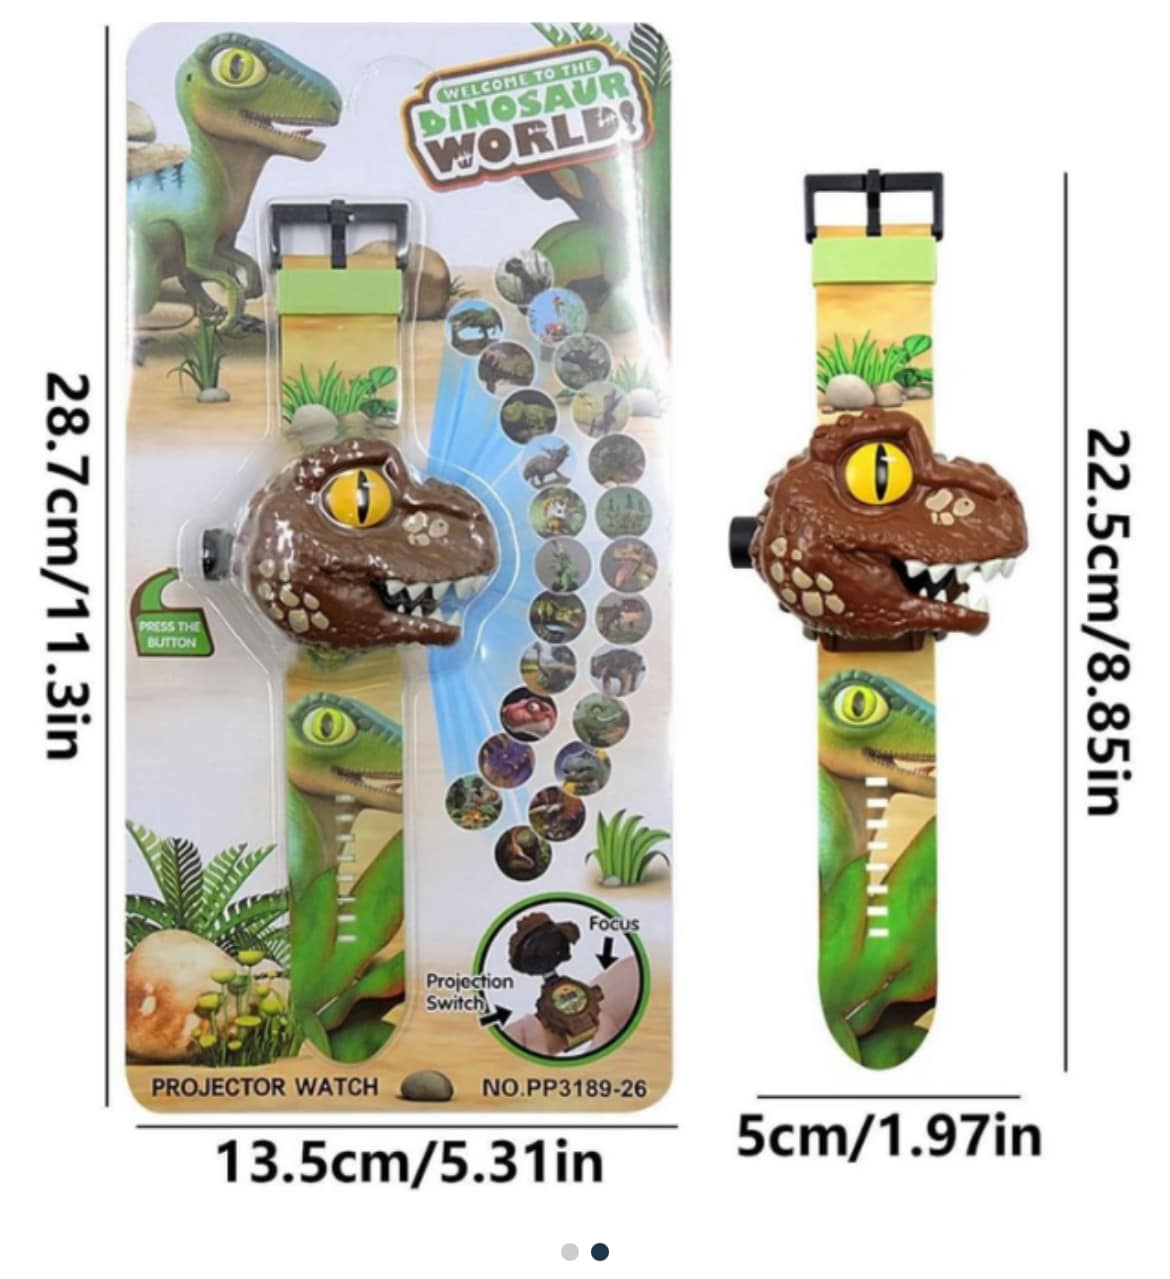 WELCOME TO THE
DINOSAUR
WORLD!
PRESS THE
BUTTON
Focus
Projection
Switch
PROJECTOR WATCH
NO.PP3189-26
28.7cm/11.3in
13.5cm/5.31in
22.5cm/8.85in
5cm/1.97in